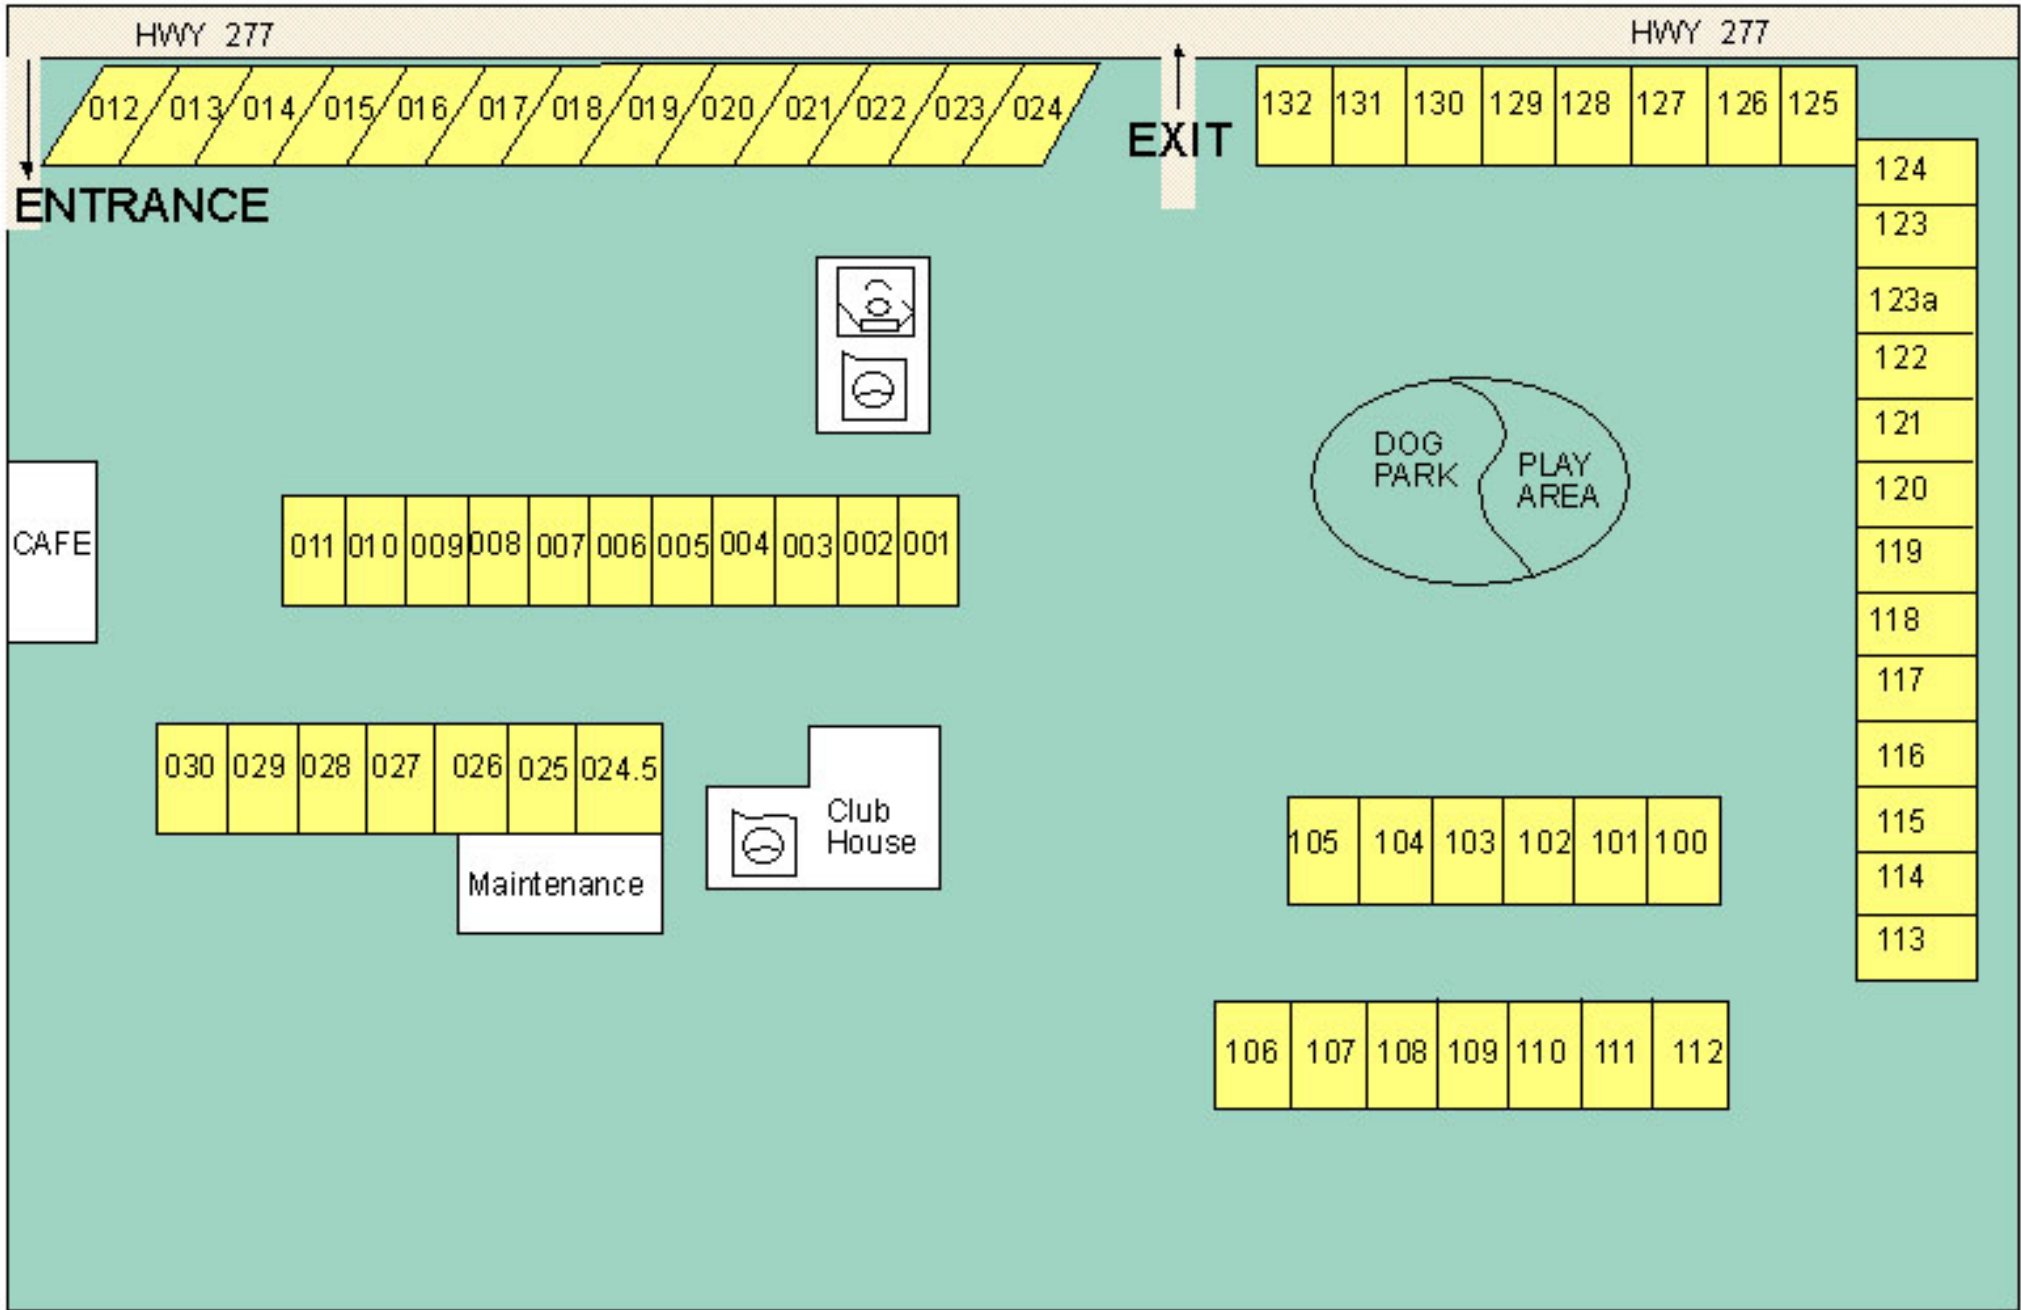 HWY 277
HWY 277
012 013 014 015 016 017 018 019 020 021 022 023 024
EXIT
132 131 130 129 128 127 126 125
ENTRANCE
124
123
123a
122
121
120
119
118
117
116
115
114
113
DOG
PARK
PLAY
AREA
CAFE
011 010 009 008 007 006 005 004 003 002 001
030 029 028 027 026 025 024.5
Maintenance
Club
House
105 104 103 102 101 100
106 107 108 109 110 111 112